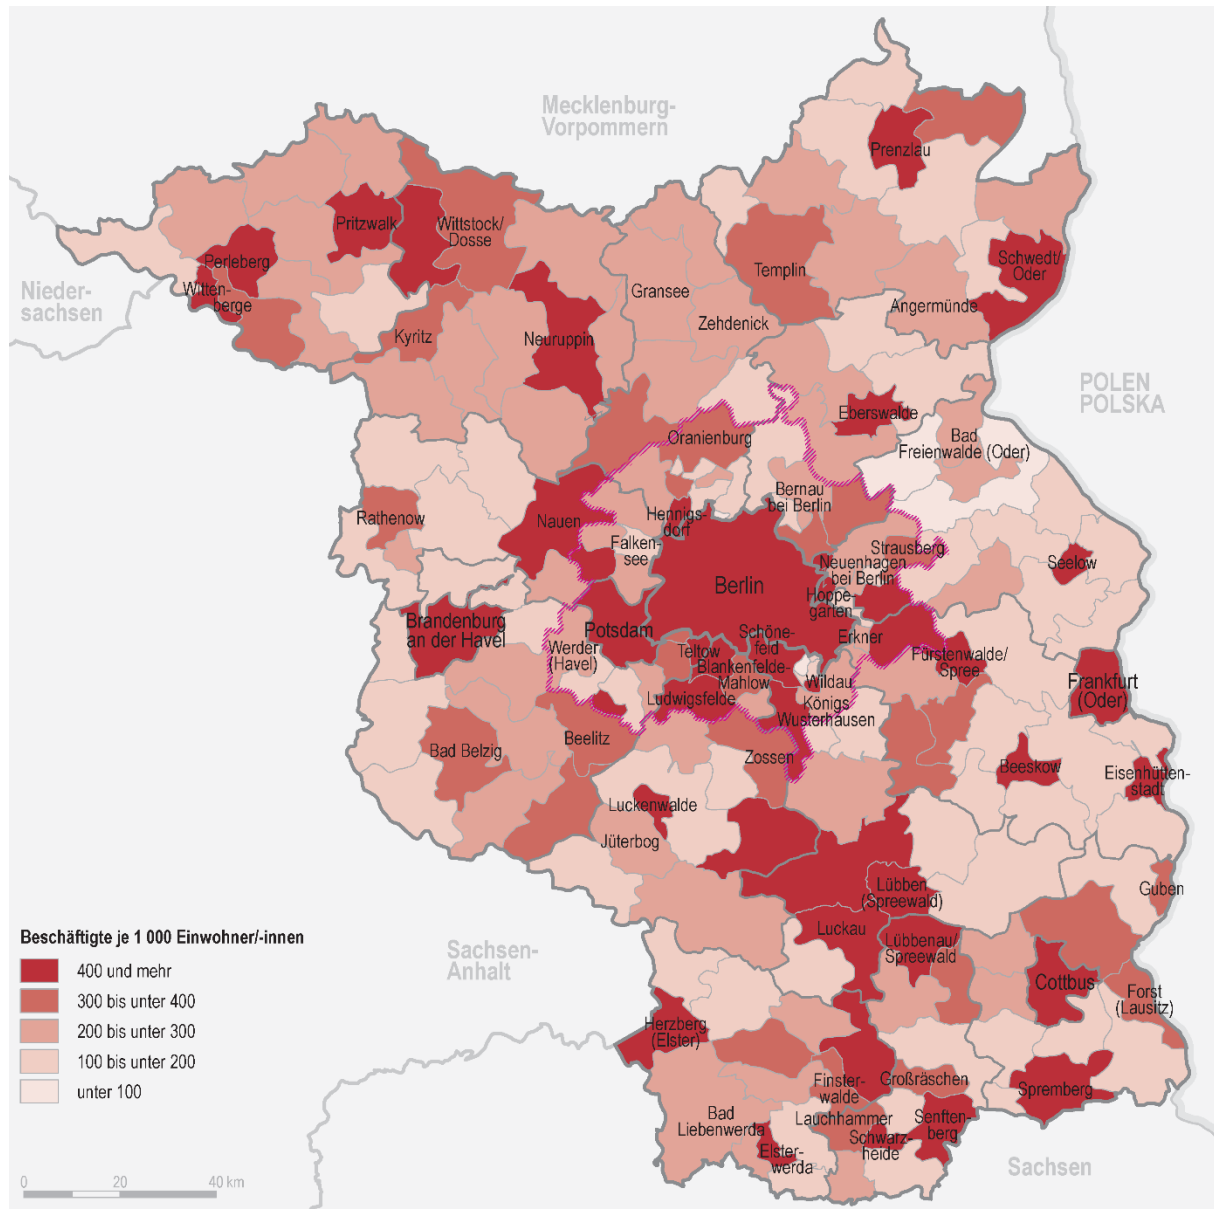 Mecklenburg-
Vorpommern
Prenzlau
Pritzwalk
Wittstock/
Dosse
Perleberg
Schwedt/
Oder
Templin
Nieder-
sachsen
Witten-
berge
Gransee
Angermünde
Zehdenick
Kyritz
Neuruppin
POLEN
POLSKA
Eberswalde
Oranienburg
Bad
Freienwalde (Oder)
Bernau
bei Berlin
Rathenow
Nauen
Hennigs-
dorf
Falken-
see
Strausberg
Neuenhagen
bei Berlin
Seelow
Berlin
Hoppe-
garten
Brandenburg
an der Havel
Potsdam
Schöne-
feld
Erkner
Werder
(Havel)
Teltow
Blankenfelde-
Mahlow
Fürstenwalde/
Spree
Wildau
Frankfurt
(Oder)
Ludwigsfelde
Königs
Wusterhausen
Beelitz
Bad Belzig
Zossen
Beeskow
Eisenhütten-
stadt
Luckenwalde
Jüterbog
Lübben
(Spreewald)
Guben
Luckau
Lübbenau/
Spreewald
Beschäftigte je 1 000 Einwohner/-innen
400 und mehr
300 bis unter 400
200 bis unter 300
100 bis unter 200
unter 100
Sachsen-
Anhalt
Cottbus
Forst
(Lausitz)
Herzberg
(Elster)
Finster-
walde
Großräschen
Spremberg
Bad
Liebenwerda
Lauchhammer
Senften-
berg
Schwarz-
heide
Elster-
werda
Sachsen
0 20 40 km